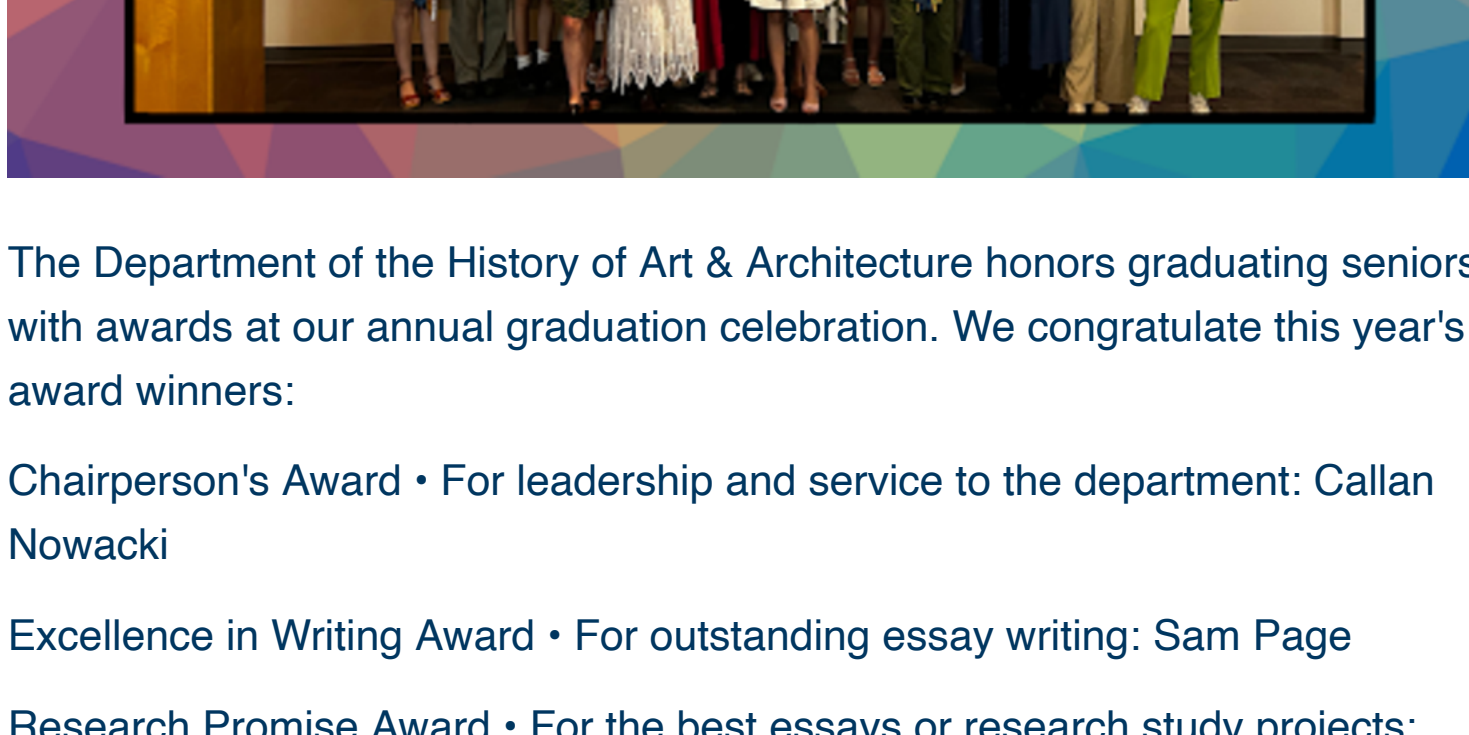 The Department of the History of Art & Architecture honors graduating seniors
with awards at our annual graduation celebration. We congratulate this year's
award winners:
Chairperson's Award • For leadership and service to the department: Callan
Nowacki
Excellence in Writing Award • For outstanding essay writing: Sam Page
Research Promise Award • For the best essays or research study projects: